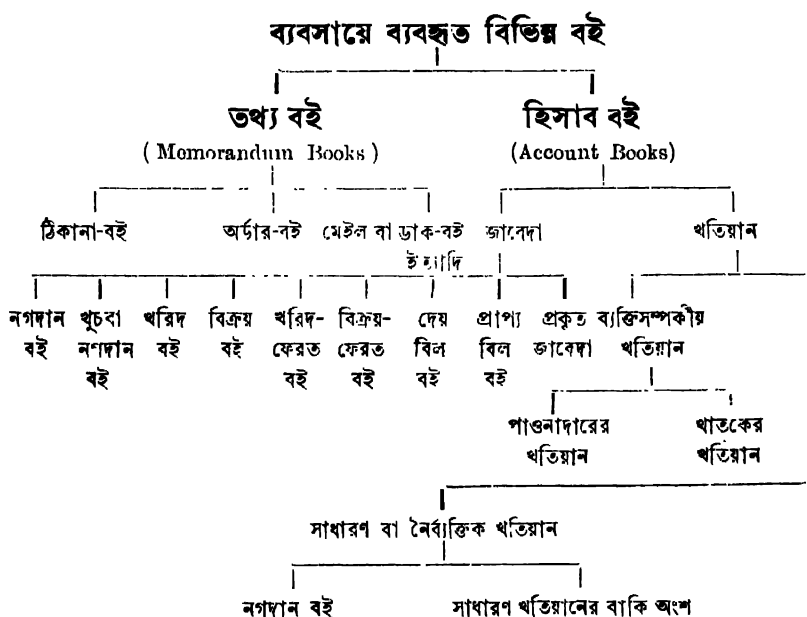 ব্যবসায়ে ব্যবহৃত বিভিন্ন বই
তথ্য বই হিসাব বই
( Memorandum Books ) (Account Books)
ঠিকানা-বই অর্ডার-বই মেইল বা ডাক-বই জাবেদা খতিয়ান
ইত্যাদি
নগদান খুচরা খরিদ বিক্রয় খরিদ- বিক্রয়- দেয় প্রাপ্য প্রকৃত ব্যক্তিসম্পর্কীয়
বই নগদান বই বই ফেরত ফেরত বিল বিল জাবেদা খতিয়ান
বই বই বই বই বই
পাওনাদারের খাতকের
খতিয়ান খতিয়ান
সাধারণ বা নৈর্ব্যক্তিক খতিয়ান
নগদান বই সাধারণ খতিয়ানের বাকি অংশ